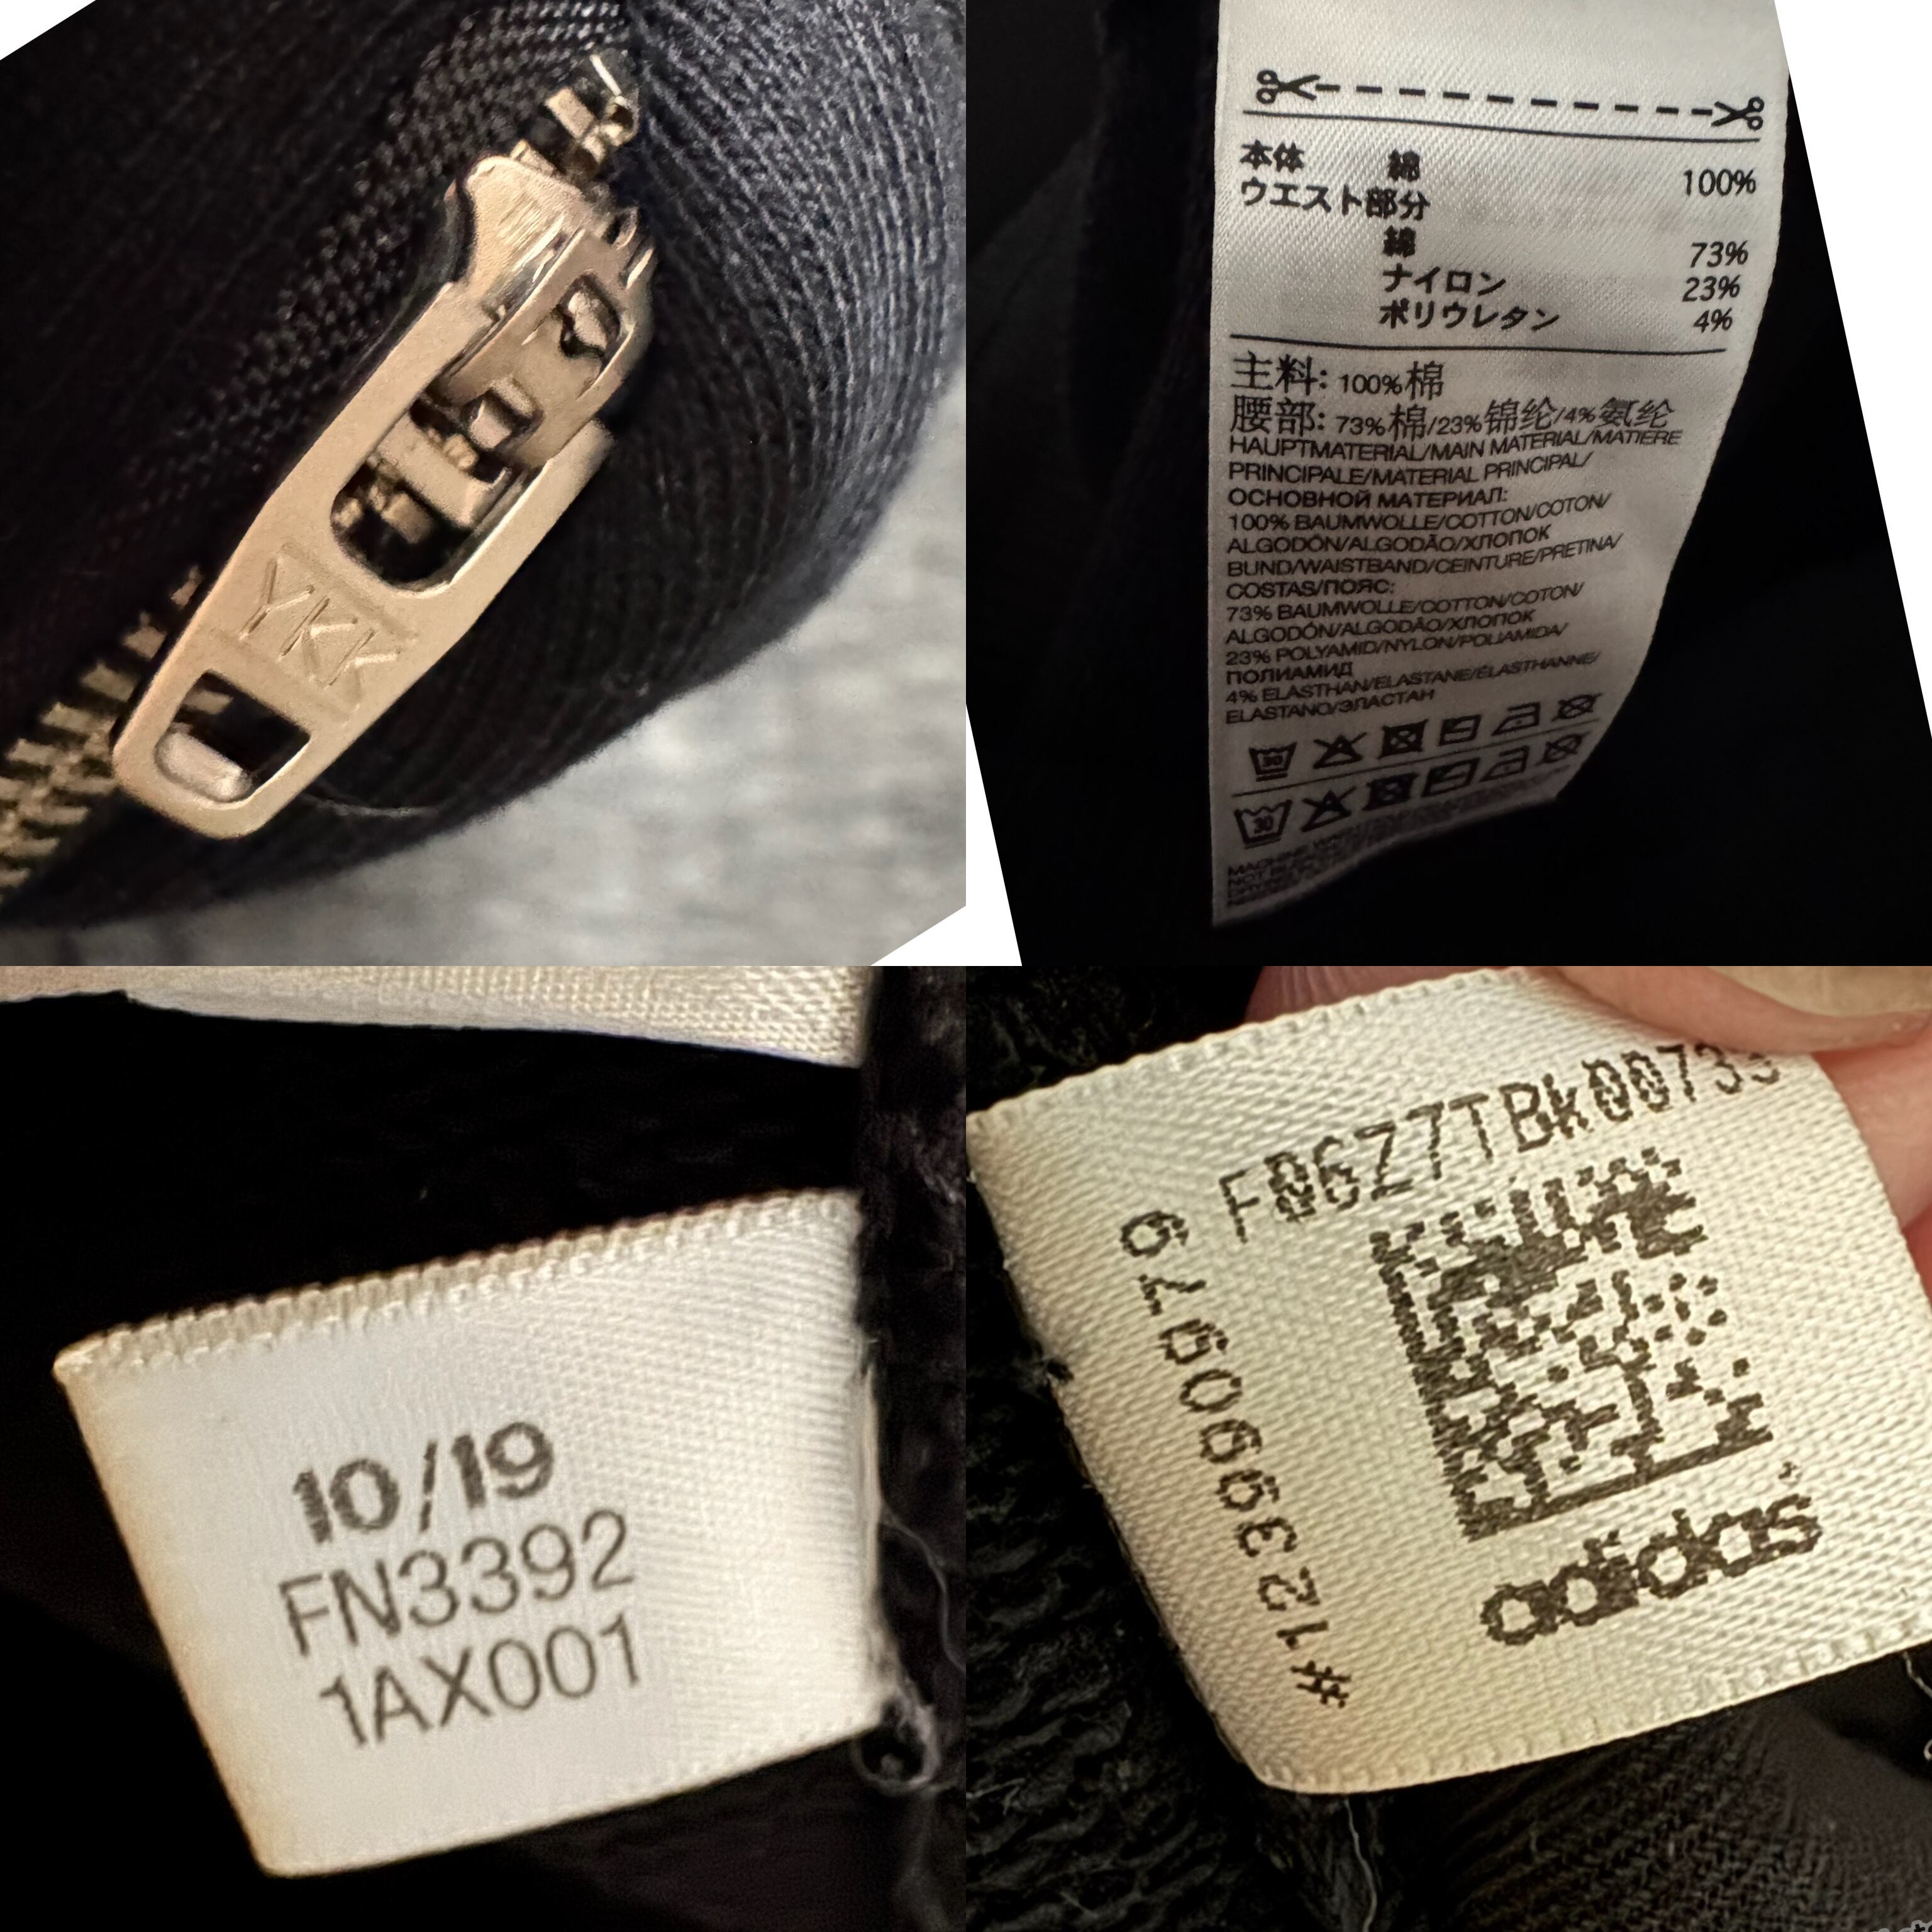 YKK
本体 綿 100%
ウエスト部分
綿 73%
ナイロン 23%
ポリウレタン 4%
主料: 100%棉
腰部: 73%棉/23%锦纶/4%氨纶
HAUPTMATERIAL/MAIN MATERIAL/MATIERE
PRINCIPALE/MATERIAL PRINCIPAL/
ОСНОВНОЙ МАТЕРИАЛ:
100% BAUMWOLLE/COTTON/COTON/
ALGODÓN/ALGODÃO/ХЛОПОК
BUND/WAISTBAND/CEINTURE/PRETINA/
COSTAS/ПОЯС:
73% BAUMWOLLE/COTTON/COTON/
ALGODÓN/ALGODÃO/ХЛОПОК
23% POLYAMID/NYLON/POLIAMIDA/
ПОЛИАМИД
4% ELASTHAN/ELASTANE/ÉLASTHANNE/
ELASTANO/ЭЛАСТАН
30
30
10/19
FN3392
1AX001
F06Z7TBK00733
#1239909679
adidas